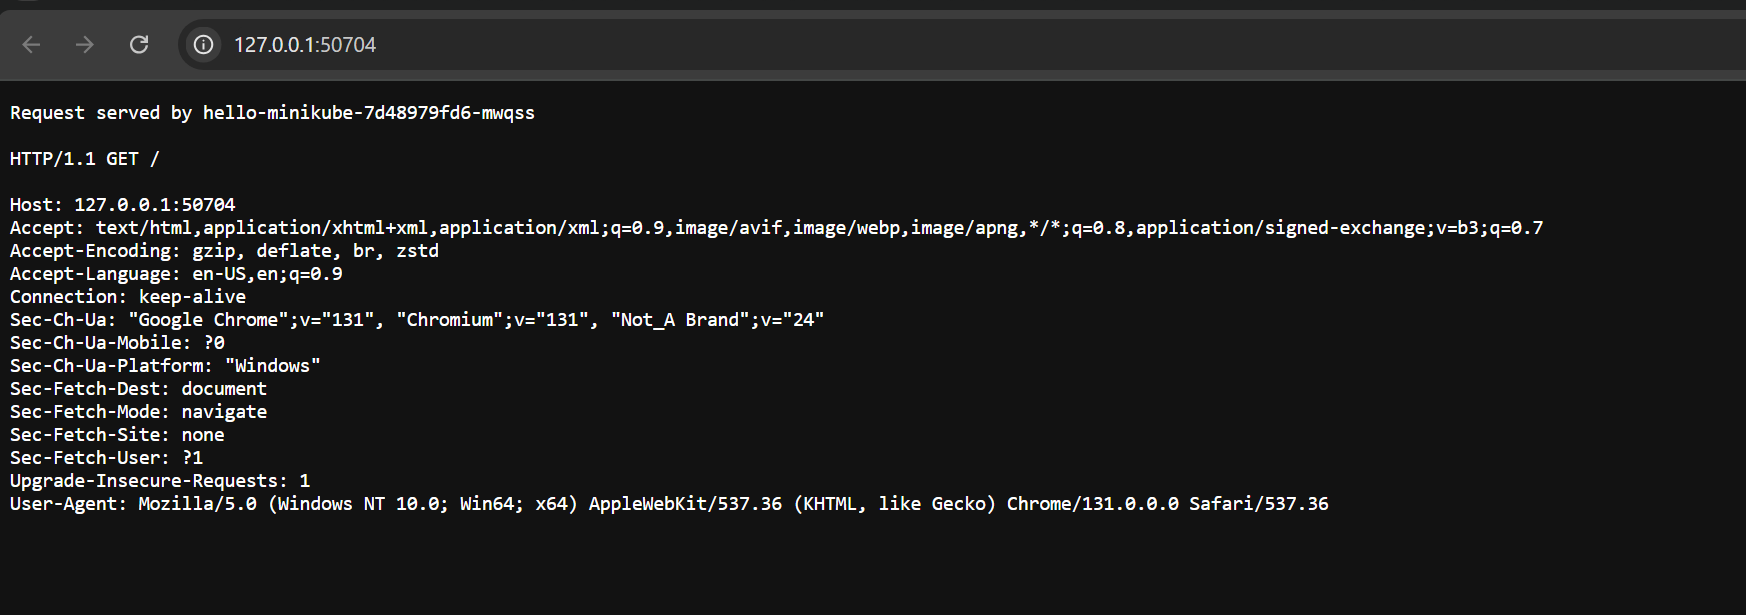 127.0.0.1:50704
Request served by hello-minikube-7d48979fd6-mwqss
HTTP/1.1 GET /
Host: 127.0.0.1:50704
Accept: text/html,application/xhtml+xml,application/xml;q=0.9,image/avif,image/webp,image/apng,*/*;q=0.8,application/signed-exchange;v=b3;q=0.7
Accept-Encoding: gzip, deflate, br, zstd
Accept-Language: en-US,en;q=0.9
Connection: keep-alive
Sec-Ch-Ua: "Google Chrome";v="131", "Chromium";v="131", "Not_A Brand";v="24"
Sec-Ch-Ua-Mobile: ?0
Sec-Ch-Ua-Platform: "Windows"
Sec-Fetch-Dest: document
Sec-Fetch-Mode: navigate
Sec-Fetch-Site: none
Sec-Fetch-User: ?1
Upgrade-Insecure-Requests: 1
User-Agent: Mozilla/5.0 (Windows NT 10.0; Win64; x64) AppleWebKit/537.36 (KHTML, like Gecko) Chrome/131.0.0.0 Safari/537.36